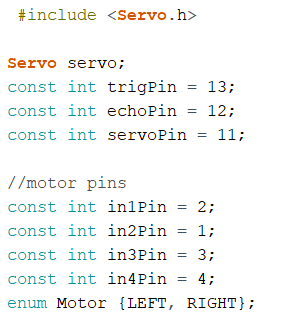 #include <Servo.h>
Servo servo;
const int trigPin = 13;
const int echoPin = 12;
const int servoPin = 11;
//motor pins
const int in1Pin = 2;
const int in2Pin = 1;
const int in3Pin = 3;
const int in4Pin = 4;
enum Motor {LEFT, RIGHT};